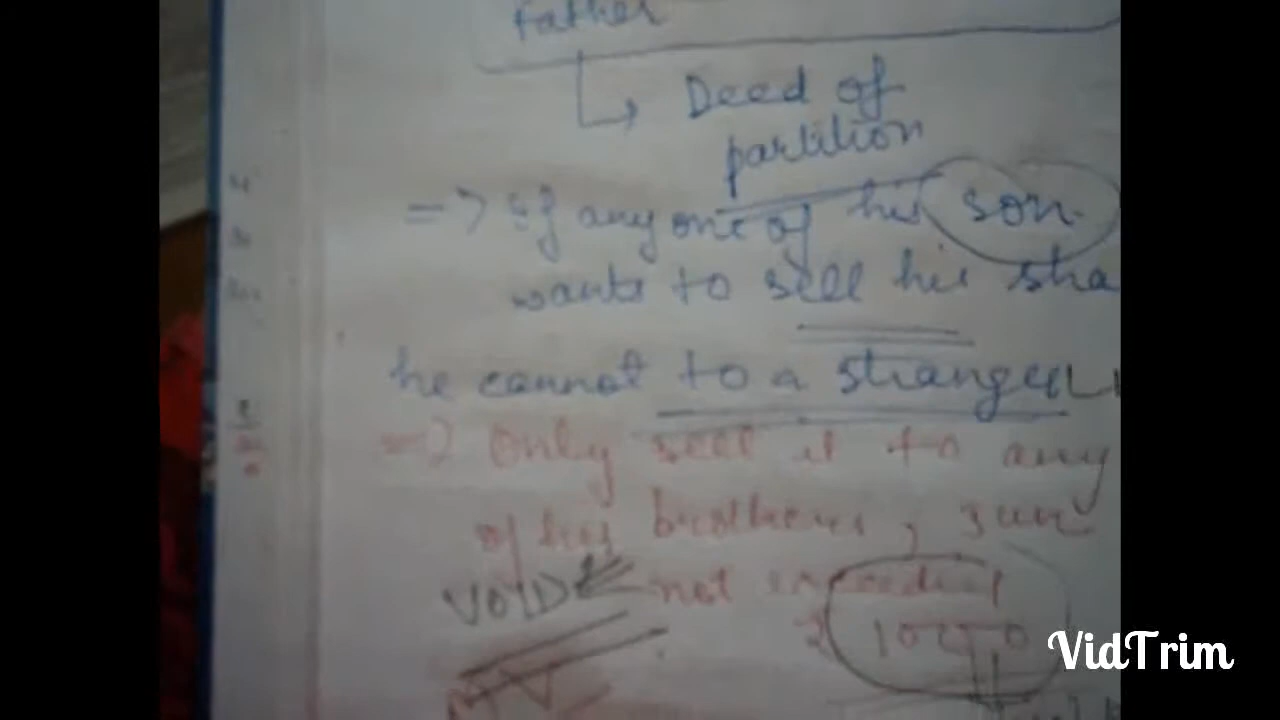 father
Deed of
partition
=> If any one of his son
wants to sell his sha
he cannot to a stranger
=> Only sell it to any
of his brothers, sum
VOID not exceeding
VidTrim